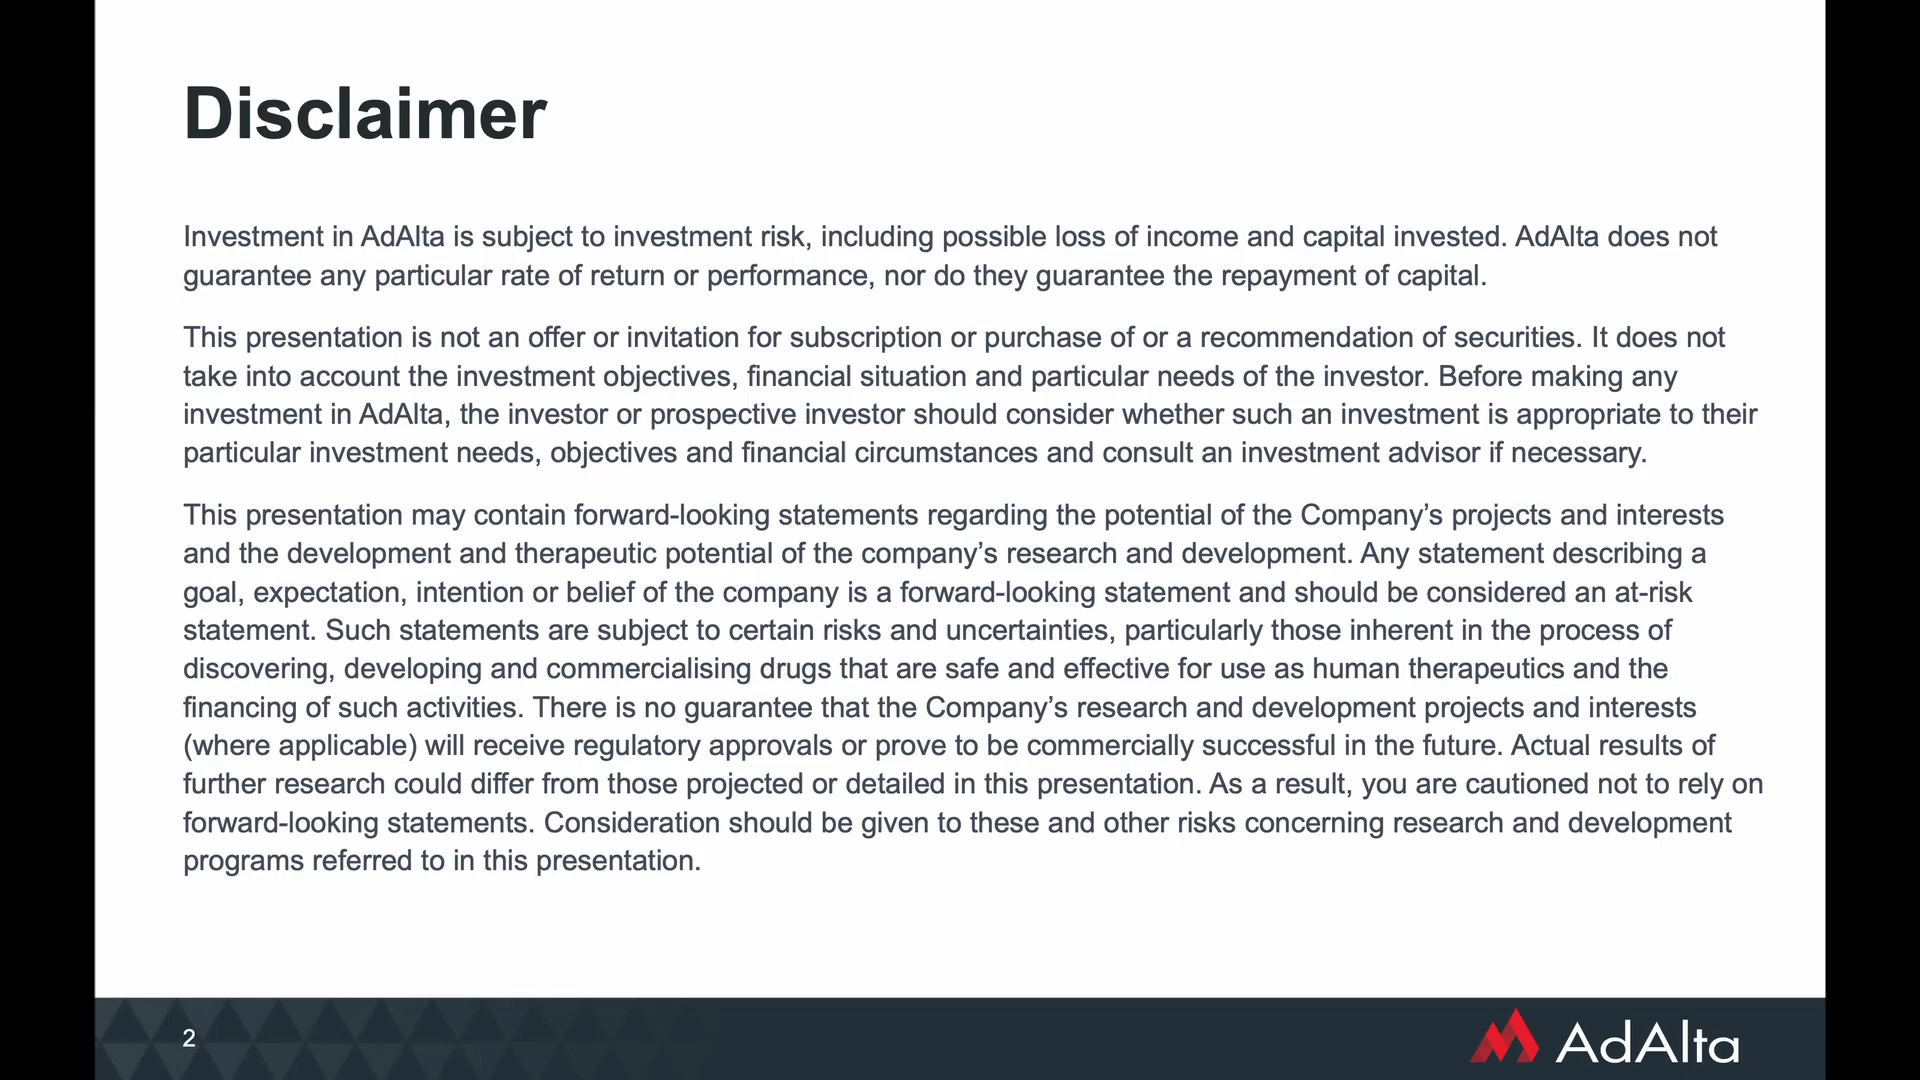 Disclaimer
Investment in AdAlta is subject to investment risk, including possible loss of income and capital invested. AdAlta does not
guarantee any particular rate of return or performance, nor do they guarantee the repayment of capital.
This presentation is not an offer or invitation for subscription or purchase of or a recommendation of securities. It does not
take into account the investment objectives, financial situation and particular needs of the investor. Before making any
investment in AdAlta, the investor or prospective investor should consider whether such an investment is appropriate to their
particular investment needs, objectives and financial circumstances and consult an investment advisor if necessary.
This presentation may contain forward-looking statements regarding the potential of the Company’s projects and interests
and the development and therapeutic potential of the company’s research and development. Any statement describing a
goal, expectation, intention or belief of the company is a forward-looking statement and should be considered an at-risk
statement. Such statements are subject to certain risks and uncertainties, particularly those inherent in the process of
discovering, developing and commercialising drugs that are safe and effective for use as human therapeutics and the
financing of such activities. There is no guarantee that the Company’s research and development projects and interests
(where applicable) will receive regulatory approvals or prove to be commercially successful in the future. Actual results of
further research could differ from those projected or detailed in this presentation. As a result, you are cautioned not to rely on
forward-looking statements. Consideration should be given to these and other risks concerning research and development
programs referred to in this presentation.
2
AdAlta